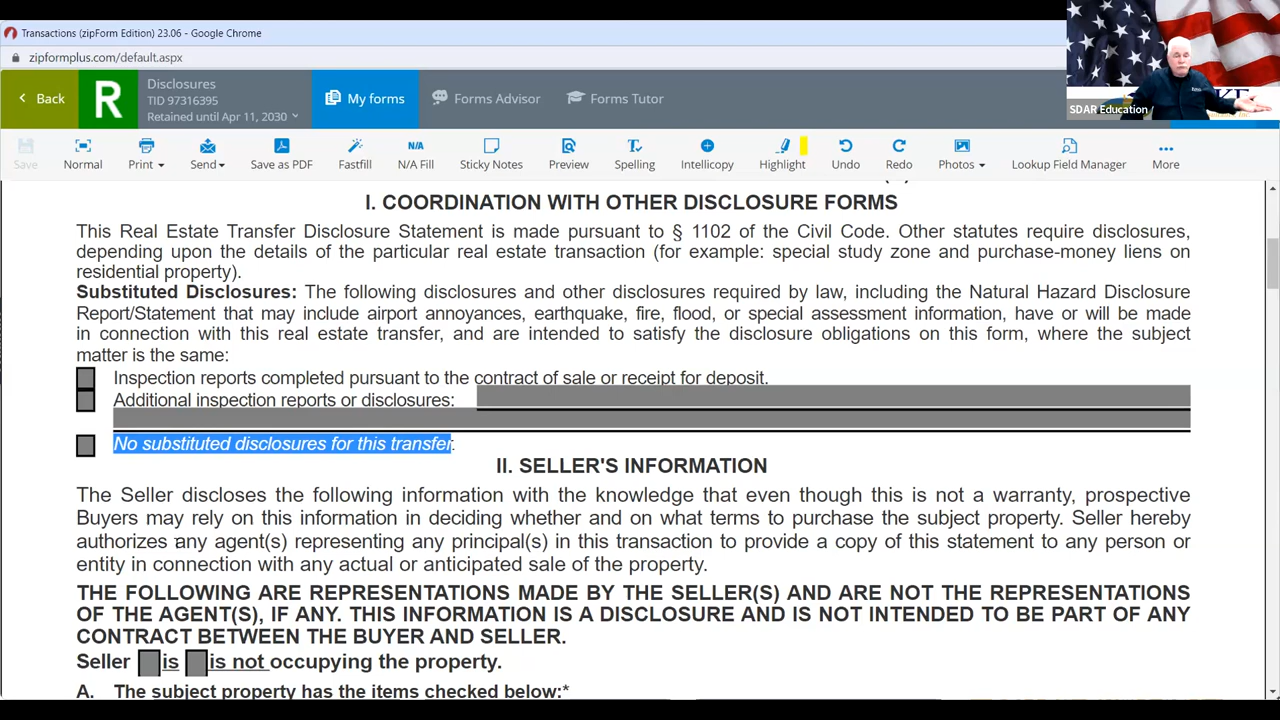 Transactions (zipForm Edition) 23.06 - Google Chrome
zipformplus.com/default.aspx
Back
R
Disclosures
TID 97316395
Retained until Apr 11, 2030
My forms
Forms Advisor
Forms Tutor
SDAR Education /
Save
Normal
Print
Send
Save as PDF
Fastfill
N/A
N/A Fill
Sticky Notes
Preview
Spelling
Intellicopy
Highlight
Undo
Redo
Photos
Lookup Field Manager
More
I. COORDINATION WITH OTHER DISCLOSURE FORMS
This Real Estate Transfer Disclosure Statement is made pursuant to § 1102 of the Civil Code. Other statutes require disclosures,
depending upon the details of the particular real estate transaction (for example: special study zone and purchase-money liens on
residential property).
Substituted Disclosures: The following disclosures and other disclosures required by law, including the Natural Hazard Disclosure
Report/Statement that may include airport annoyances, earthquake, fire, flood, or special assessment information, have or will be made
in connection with this real estate transfer, and are intended to satisfy the disclosure obligations on this form, where the subject
matter is the same:
Inspection reports completed pursuant to the contract of sale or receipt for deposit.
Additional inspection reports or disclosures:
No substituted disclosures for this transfer.
II. SELLER'S INFORMATION
The Seller discloses the following information with the knowledge that even though this is not a warranty, prospective
Buyers may rely on this information in deciding whether and on what terms to purchase the subject property. Seller hereby
authorizes any agent(s) representing any principal(s) in this transaction to provide a copy of this statement to any person or
entity in connection with any actual or anticipated sale of the property.
THE FOLLOWING ARE REPRESENTATIONS MADE BY THE SELLER(S) AND ARE NOT THE REPRESENTATIONS
OF THE AGENT(S), IF ANY. THIS INFORMATION IS A DISCLOSURE AND IS NOT INTENDED TO BE PART OF ANY
CONTRACT BETWEEN THE BUYER AND SELLER.
Seller is is not occupying the property.
A. The subject property has the items checked below:*